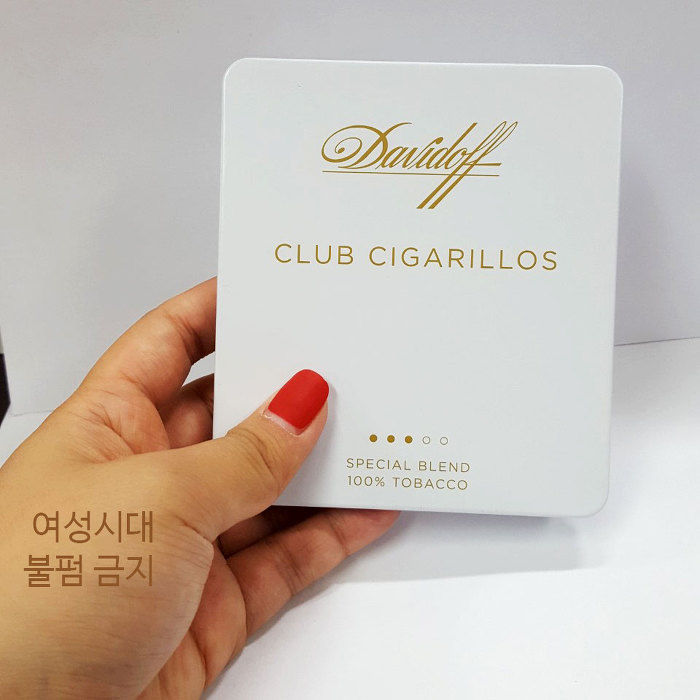 Davidoff
CLUB CIGARILLOS
SPECIAL BLEND
100% TOBACCO
여성시대
불펌 금지